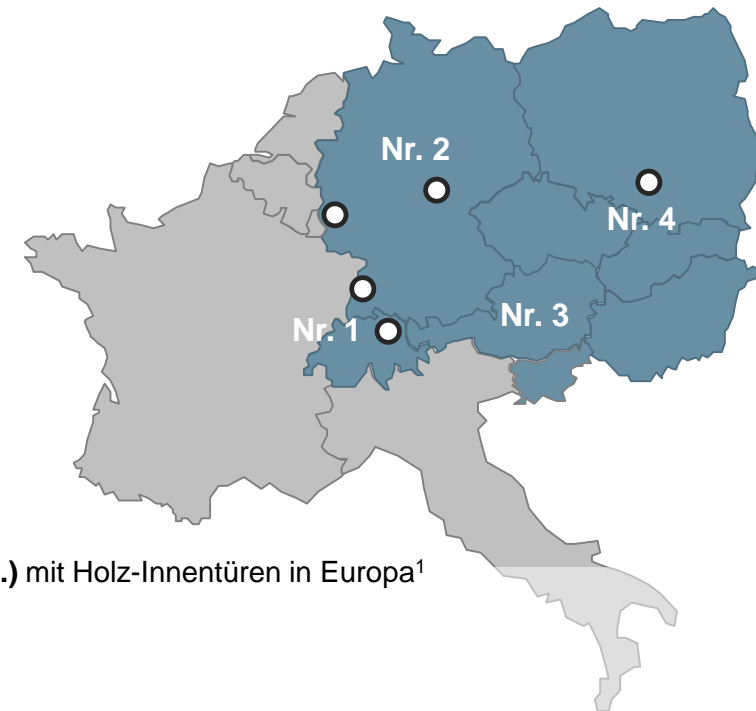 Nr. 2
Nr. 4
Nr. 3
Nr. 1
.) mit Holz-Innentüren in Europa¹